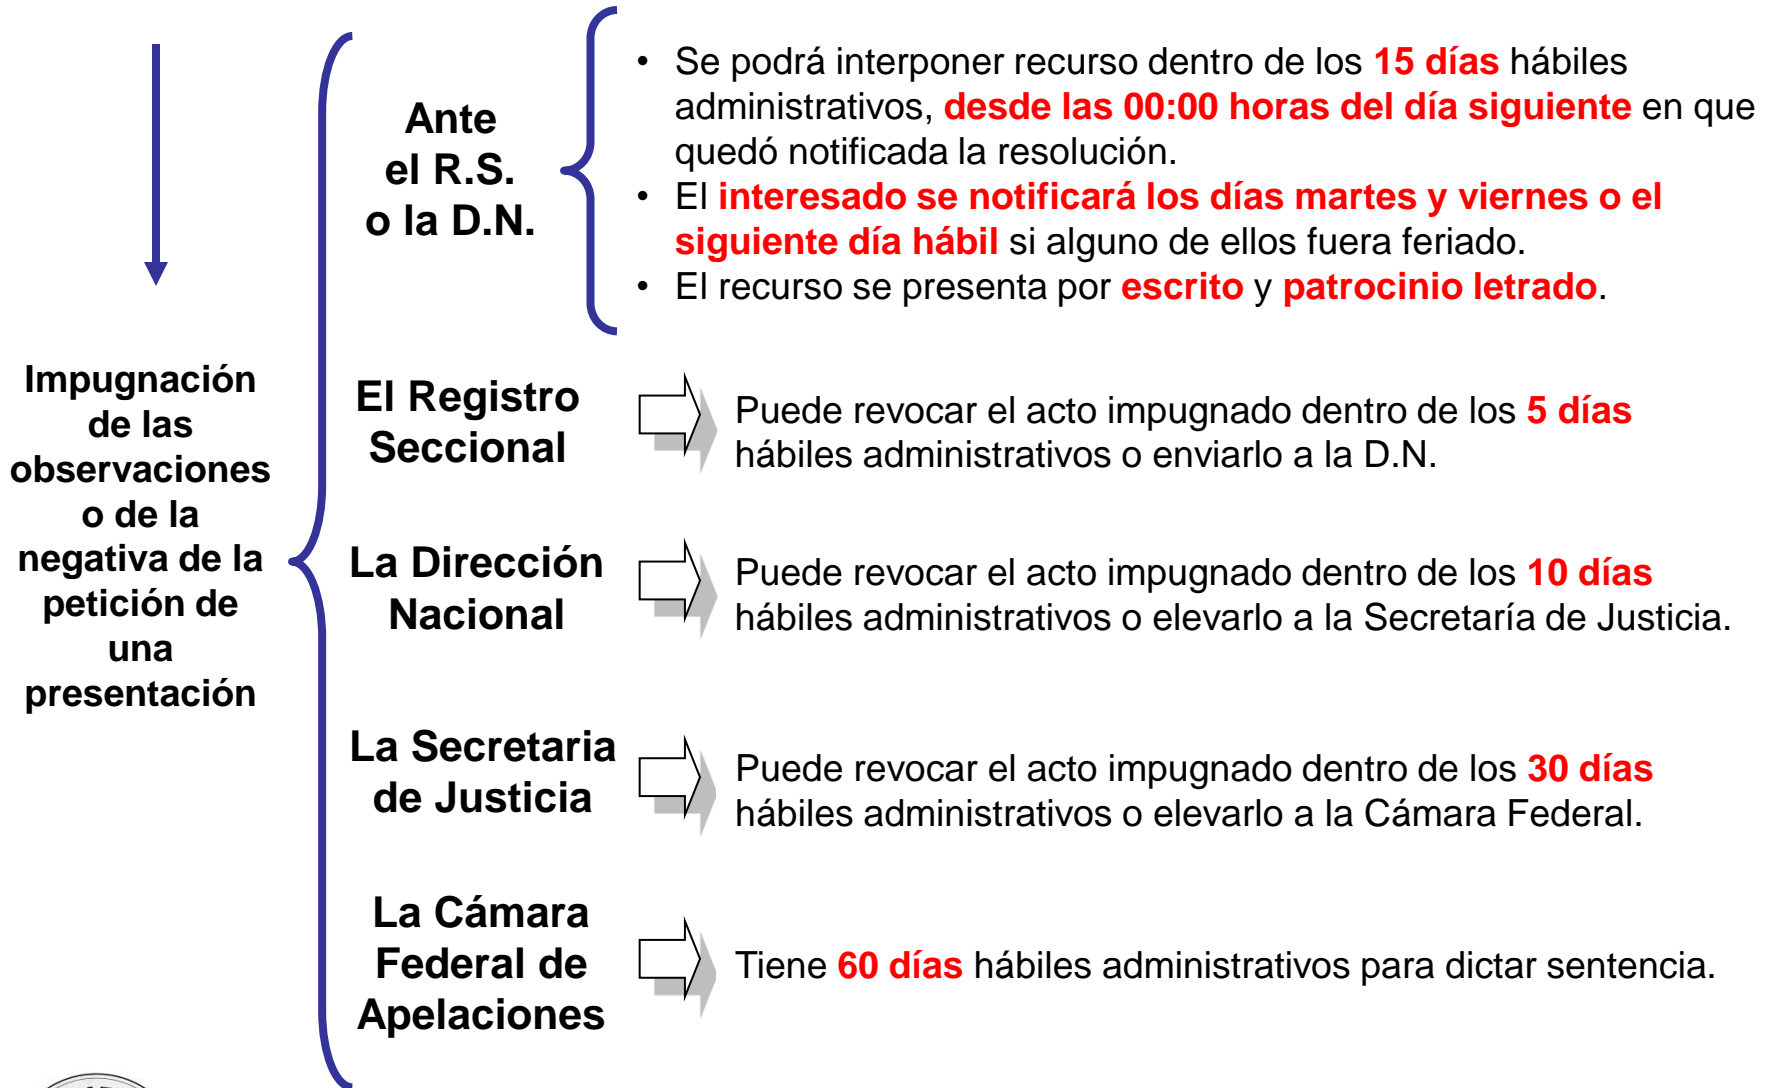 Impugnación
de las
observaciones
o de la
negativa de la
petición de
una
presentación
Ante
el R.S.
o la D.N.
• Se podrá interponer recurso dentro de los 15 días hábiles
administrativos, desde las 00:00 horas del día siguiente en que
quedó notificada la resolución.
• El interesado se notificará los días martes y viernes o el
siguiente día hábil si alguno de ellos fuera feriado.
• El recurso se presenta por escrito y patrocinio letrado.
El Registro
Seccional
Puede revocar el acto impugnado dentro de los 5 días
hábiles administrativos o enviarlo a la D.N.
La Dirección
Nacional
Puede revocar el acto impugnado dentro de los 10 días
hábiles administrativos o elevarlo a la Secretaría de Justicia.
La Secretaria
de Justicia
Puede revocar el acto impugnado dentro de los 30 días
hábiles administrativos o elevarlo a la Cámara Federal.
La Cámara
Federal de
Apelaciones
Tiene 60 días hábiles administrativos para dictar sentencia.